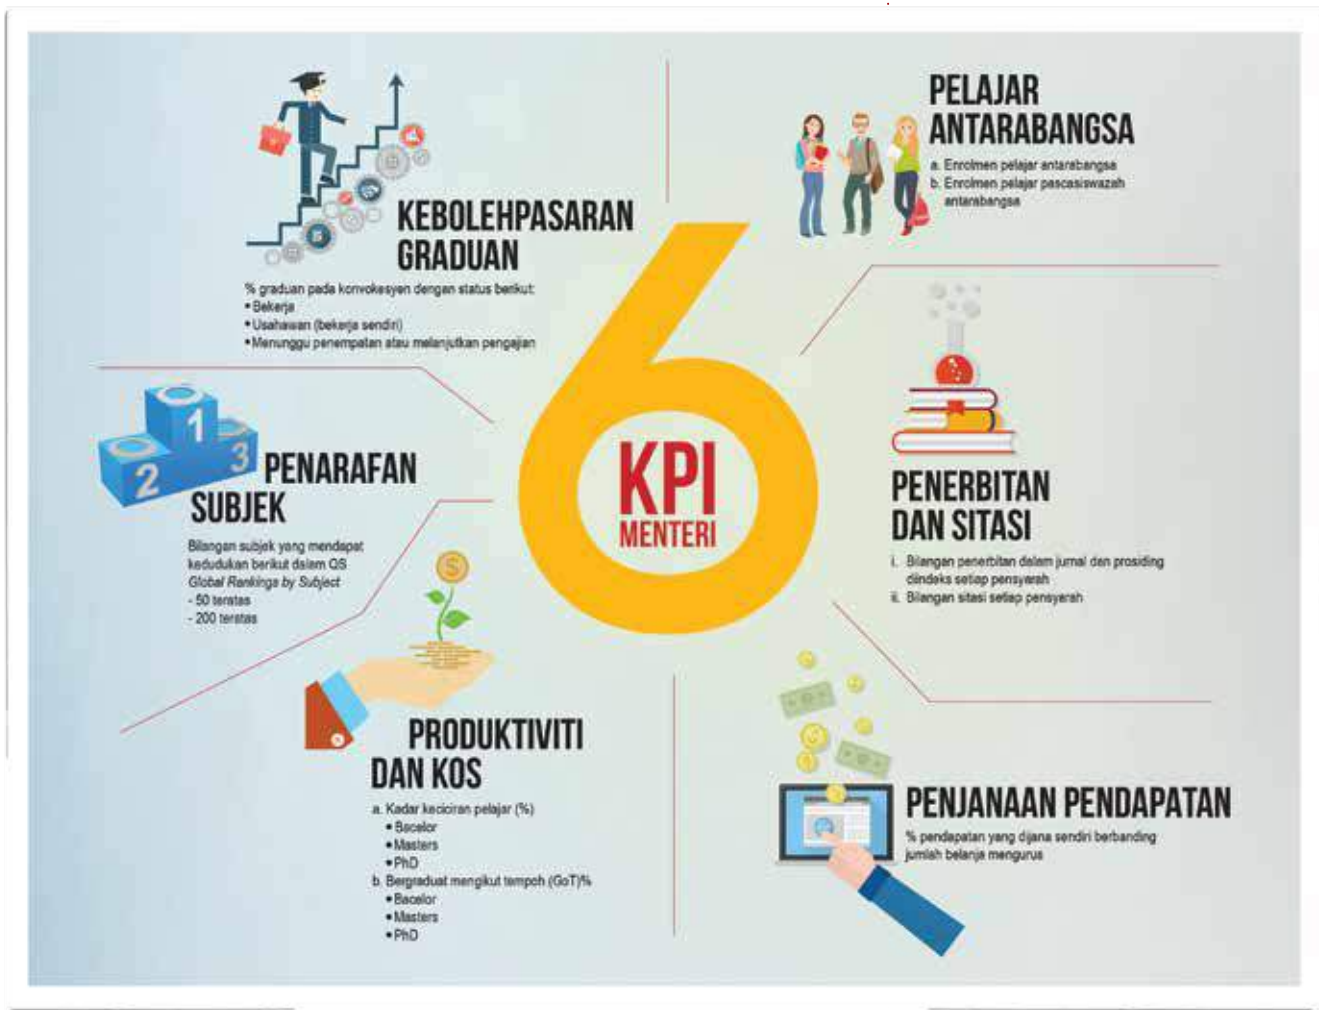 KEBOLEHPASARAN
GRADUAN
% graduan pada konvokesyen dengan status berikut:
• Bekerja
• Usahawan (bekerja sendiri)
• Menunggu penempatan atau melanjutkan pengajian
PELAJAR
ANTARABANGSA
a. Enrolmen pelajar antarabangsa
b. Enrolmen pelajar pascasiswazah
antarabangsa
1
2
3
PENARAFAN
SUBJEK
Bilangan subjek yang mendapat
kedudukan berikut dalam QS
Global Rankings by Subject
- 50 teratas
- 200 teratas
6
KPI
MENTERI
PENERBITAN
DAN SITASI
i. Bilangan penerbitan dalam jurnal dan prosiding
diindeks setiap pensyarah
ii. Bilangan sitasi setiap pensyarah
$
PRODUKTIVITI
DAN KOS
a. Kadar keciciran pelajar (%)
• Bacelor
• Masters
• PhD
b. Bergraduat mengikut tempoh (GoT)%
• Bacelor
• Masters
• PhD
PENJANAAN PENDAPATAN
% pendapatan yang dijana sendiri berbanding
jumlah belanja mengurus